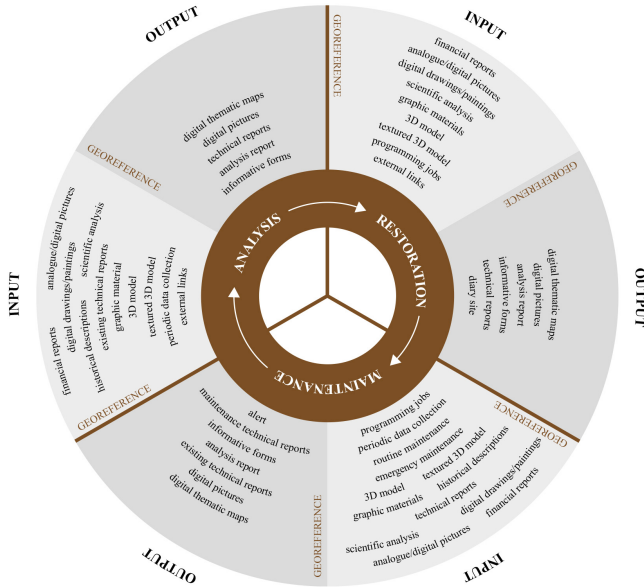 OUTPUT
INPUT
GEOREFERENCE
financial reports
analogue/digital pictures
digital drawings/paintings
scientific analysis
graphic materials
3D model
textured 3D model
programming jobs
external links
digital thematic maps
digital pictures
technical reports
analysis report
informative forms
GEOREFERENCE
GEOREFERENCE
ANALYSIS
RESTORATION
MAINTENANCE
INPUT
financial reports
analogue/digital pictures
digital drawings/paintings
historical descriptions
scientific analysis
existing technical reports
graphic material
3D model
textured 3D model
periodic data collection
external links
GEOREFERENCE
OUTPUT
digital thematic maps
digital pictures
analysis report
informative forms
technical reports
diary site
GEOREFERENCE
alert
maintenance technical reports
informative forms
analysis report
existing technical reports
digital pictures
digital thematic maps
OUTPUT
GEOREFERENCE
programming jobs
periodic data collection
routine maintenance
emergency maintenance
3D model
textured 3D model
graphic materials
historical descriptions
technical reports
digital drawings/paintings
scientific analysis
financial reports
analogue/digital pictures
INPUT